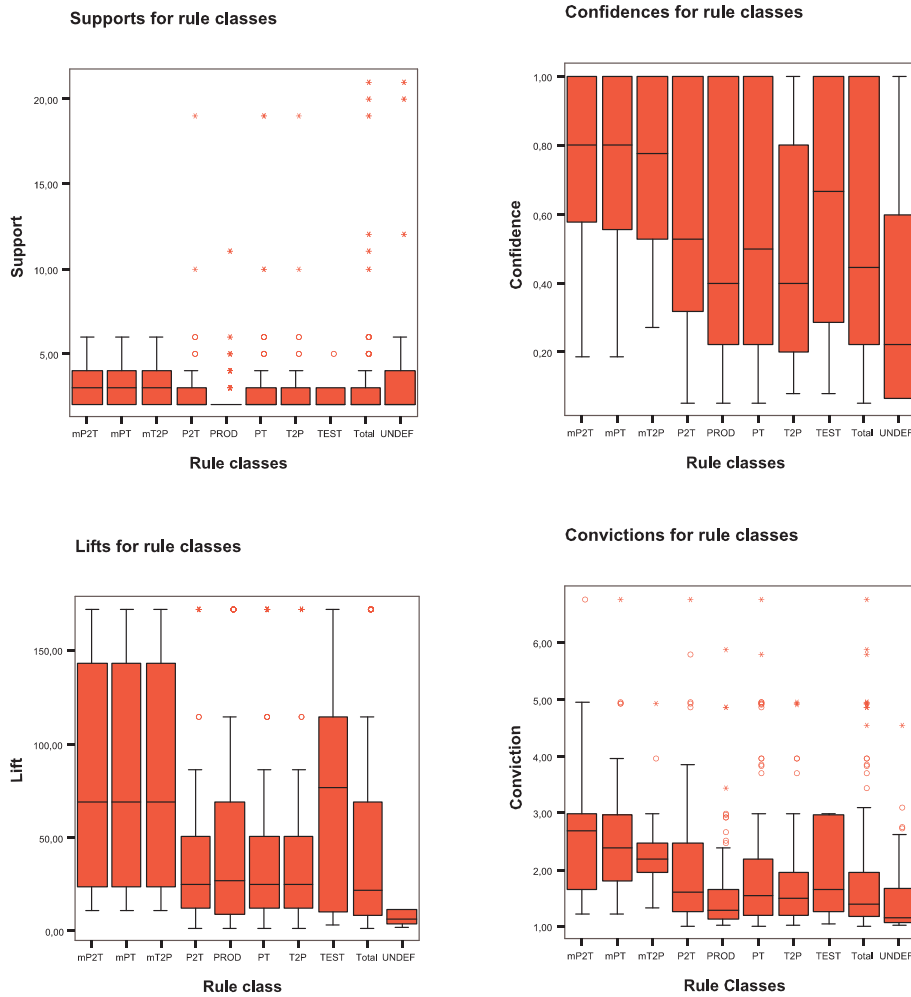 Supports for rule classes
20,00
15,00
10,00
5,00
Support
mP2T mPT mT2P P2T PROD PT T2P TEST Total UNDEF
Rule classes
Confidences for rule classes
1,00
0,80
0,60
0,40
0,20
Confidence
mP2T mPT mT2P P2T PROD PT T2P TEST Total UNDEF
Rule classes
Lifts for rule classes
150,00
100,00
50,00
0,00
Lift
mP2T mPT mT2P P2T PROD PT T2P TEST Total UNDEF
Rule class
Convictions for rule classes
6,00
5,00
4,00
3,00
2,00
1,00
Conviction
mP2T mPT mT2P P2T PROD PT T2P TEST Total UNDEF
Rule Classes